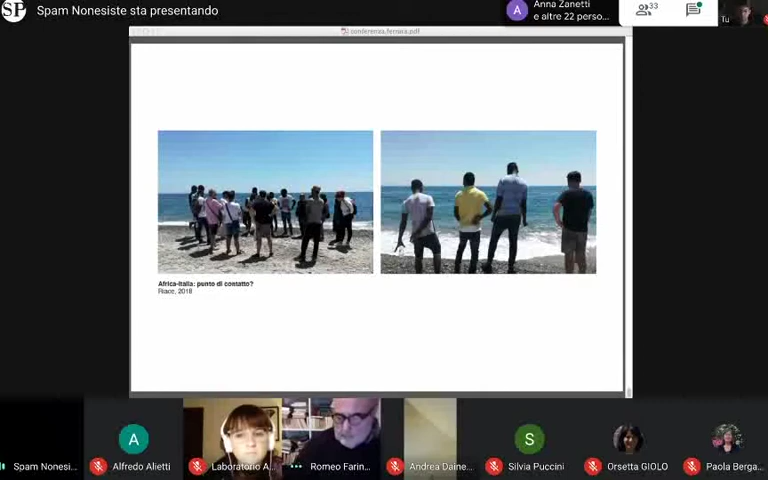 SP
Spam Nonesiste sta presentando
Anna Zanetti
e altre 22 perso...
A
33
Tu
conferenza.ferrara.pdf
Africa-Italia: punto di contatto?
Riace, 2018
A
S
Spam Nonesi...
Alfredo Alietti
Laboratorio A...
Romeo Farin...
Andrea Daine...
Silvia Puccini
Orsetta GIOLO
Paola Berga...